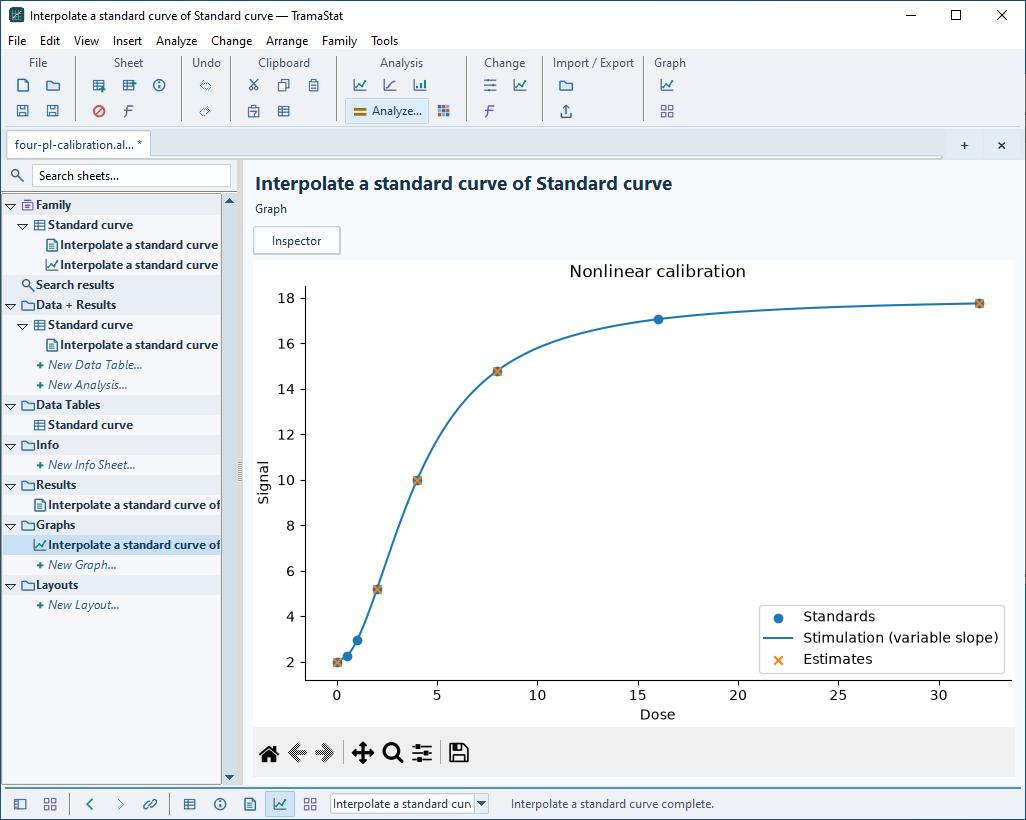 Interpolate a standard curve of Standard curve — TramaStat
File Edit View Insert Analyze Change Arrange Family Tools
File Sheet Undo Clipboard Analysis Change Import / Export Graph
Analyze...
four-pl-calibration.al... *
Search sheets...
Interpolate a standard curve of Standard curve
Graph
Inspector
Family
Standard curve
Interpolate a standard curve
Interpolate a standard curve
Search results
Data + Results
Standard curve
Interpolate a standard curve
New Data Table...
New Analysis...
Data Tables
Standard curve
Info
New Info Sheet...
Results
Interpolate a standard curve of
Graphs
Interpolate a standard curve of
New Graph...
Layouts
New Layout...
Nonlinear calibration
18
16
14
12
10
8
6
4
2
Signal
0 5 10 15 20 25 30
Dose
Standards
Stimulation (variable slope)
Estimates
Interpolate a standard curv
Interpolate a standard curve complete.